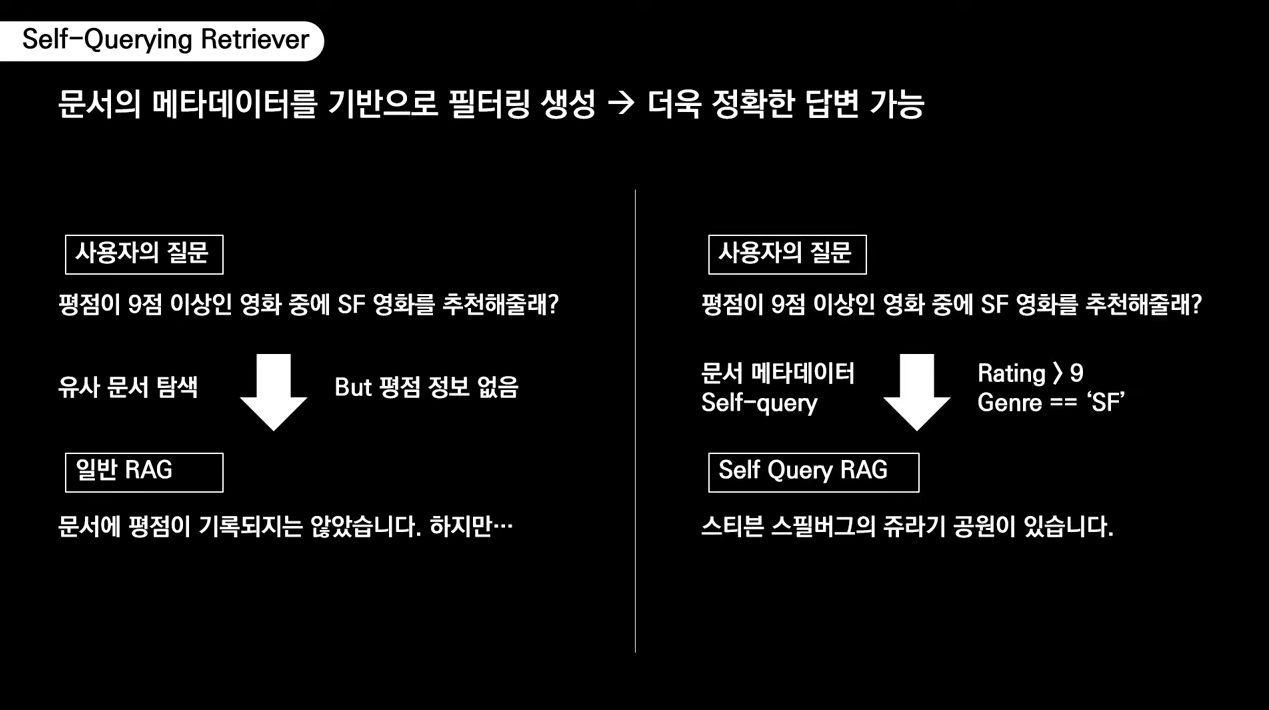 Self-Querying Retriever
문서의 메타데이터를 기반으로 필터링 생성 → 더욱 정확한 답변 가능
사용자의 질문
평점이 9점 이상인 영화 중에 SF 영화를 추천해줄래?
유사 문서 탐색
But 평점 정보 없음
일반 RAG
문서에 평점이 기록되지는 않았습니다. 하지만…
사용자의 질문
평점이 9점 이상인 영화 중에 SF 영화를 추천해줄래?
문서 메타데이터
Self-query
Rating > 9
Genre == ‘SF’
Self Query RAG
스티븐 스필버그의 쥬라기 공원이 있습니다.